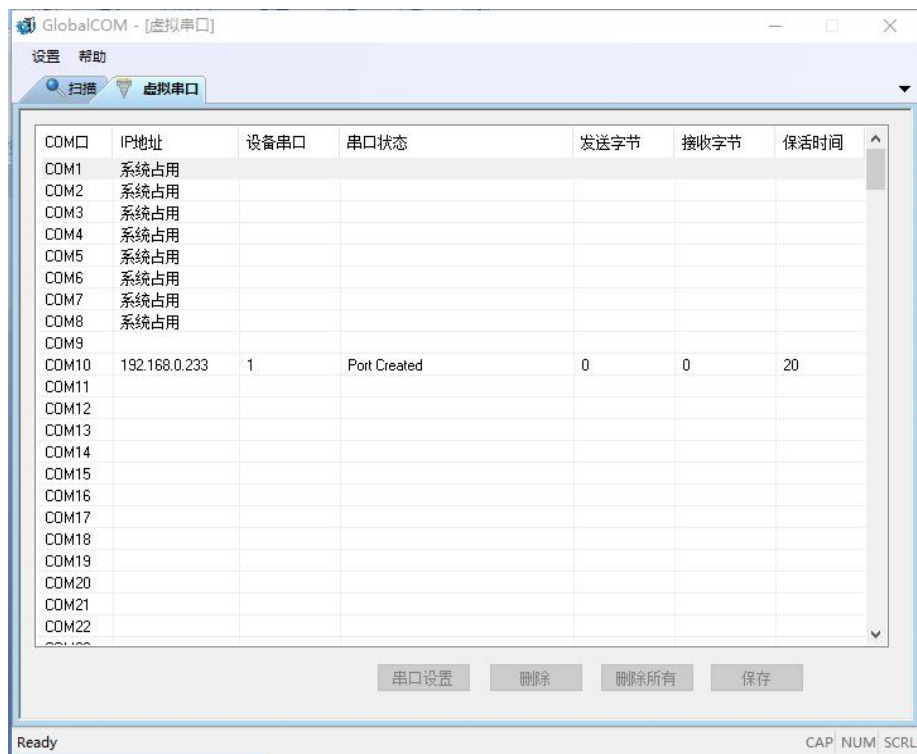 GlobalCOM - [虚拟串口]
设置 帮助
扫描 虚拟串口
COM口 IP地址 设备串口 串口状态 发送字节 接收字节 保活时间
COM1 系统占用
COM2 系统占用
COM3 系统占用
COM4 系统占用
COM5 系统占用
COM6 系统占用
COM7 系统占用
COM8 系统占用
COM9
COM10 192.168.0.233 1 Port Created 0 0 20
COM11
COM12
COM13
COM14
COM15
COM16
COM17
COM18
COM19
COM20
COM21
COM22
串口设置 删除 删除所有 保存
Ready CAP NUM SCRL